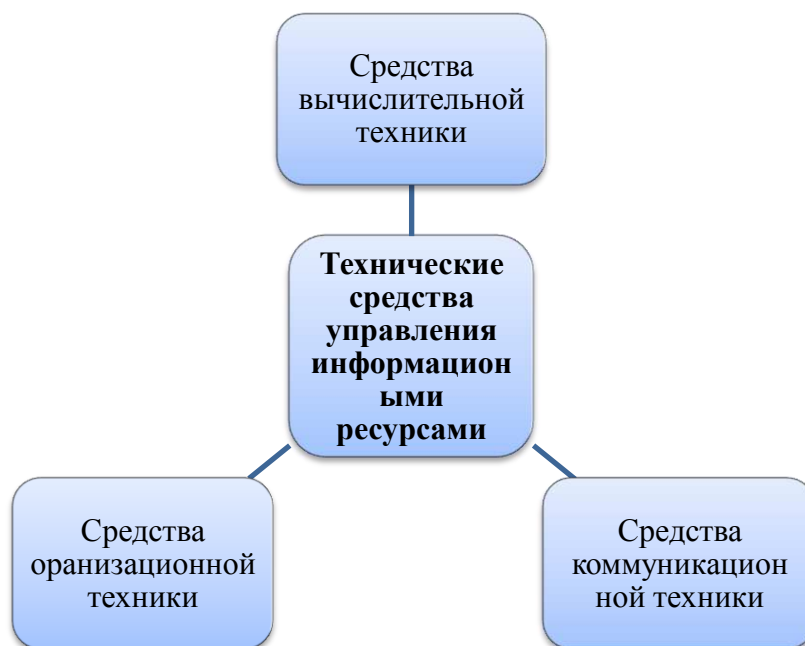 Средства
вычислительной
техники
Технические
средства
управления
информацион
ыми
ресурсами
Средства
оранизационной
техники
Средства
коммуникацион
ной техники